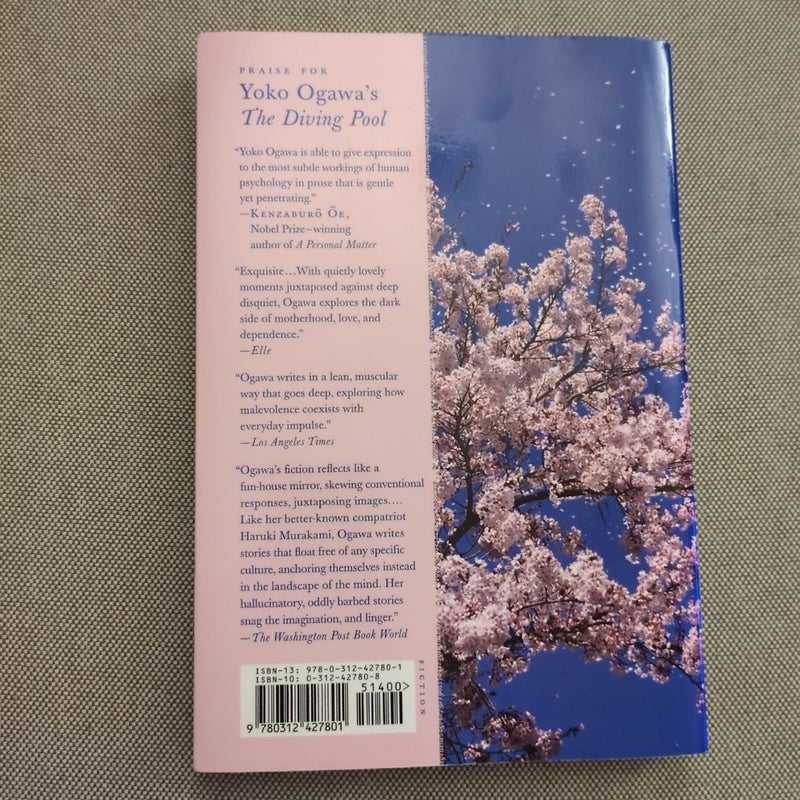 PRAISE FOR
Yoko Ogawa's
The Diving Pool
“Yoko Ogawa is able to give expression
to the most subtle workings of human
psychology in prose that is gentle
yet penetrating.”
—Kenzaburō Ōe,
Nobel Prize–winning
author of A Personal Matter
“Exquisite…With quietly lovely
moments juxtaposed against deep
disquiet, Ogawa explores the dark
side of motherhood, love, and
dependence.”
—Elle
“Ogawa writes in a lean, muscular
way that goes deep, exploring how
malevolence coexists with
everyday impulse.”
—Los Angeles Times
“Ogawa's fiction reflects like a
fun-house mirror, skewing conventional
responses, juxtaposing images….
Like her better-known compatriot
Haruki Murakami, Ogawa writes
stories that float free of any specific
culture, anchoring themselves instead
in the landscape of the mind. Her
hallucinatory, oddly barbed stories
snag the imagination, and linger.”
—The Washington Post Book World
ISBN-13: 978-0-312-42780-1
ISBN-10: 0-312-42780-8
51400>
9 780312 427801
FICTION